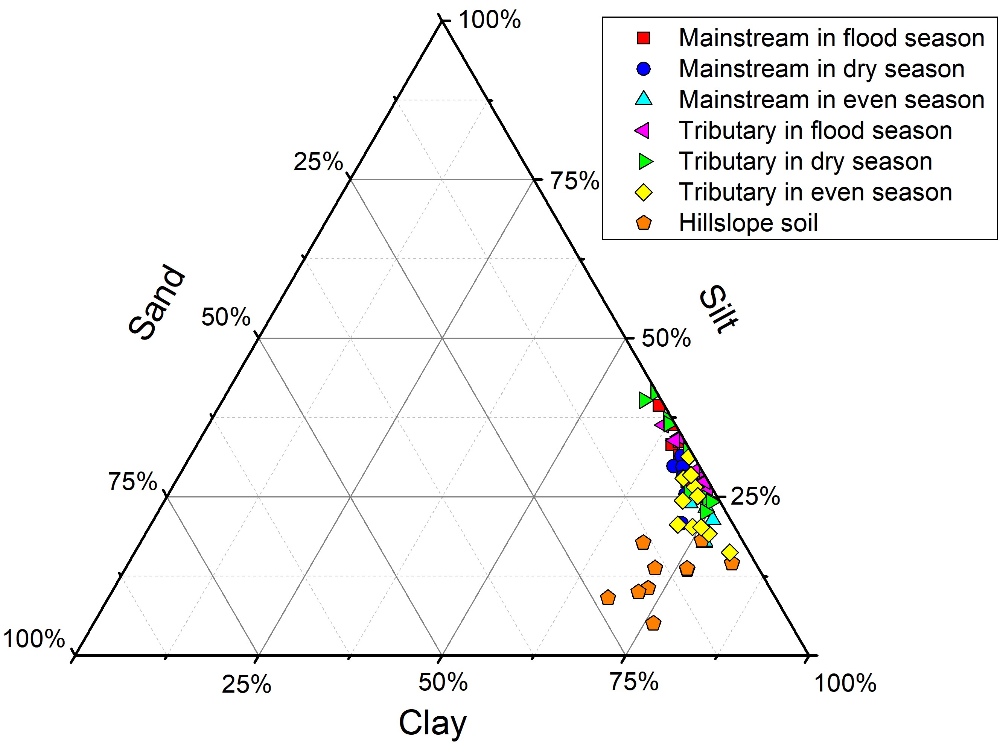 100%
Mainstream in flood season
Mainstream in dry season
Mainstream in even season
Tributary in flood season
Tributary in dry season
Tributary in even season
Hillslope soil
25%
75%
Sand
Silt
50%
50%
75%
25%
100%
25%
50%
75%
100%
Clay